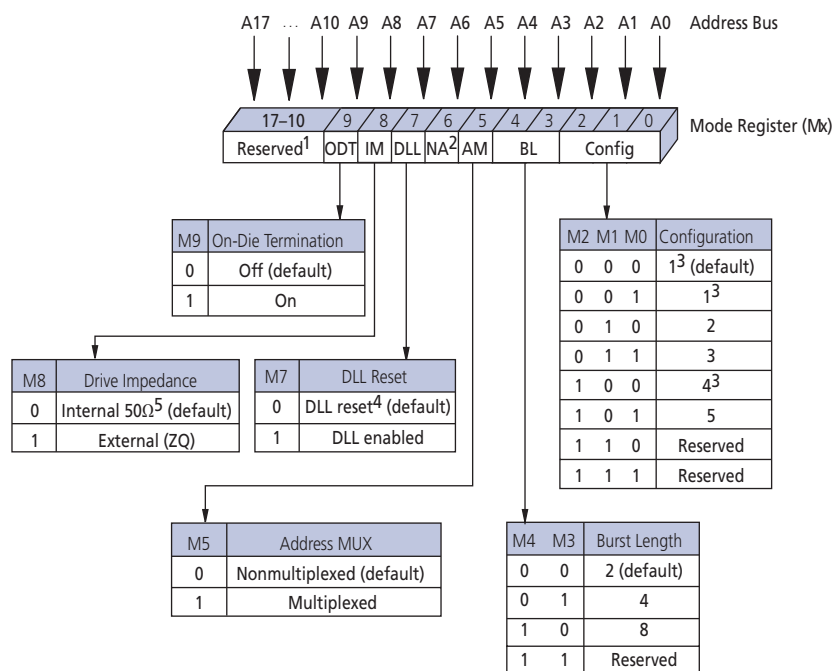 A17 ... A10 A9 A8 A7 A6 A5 A4 A3 A2 A1 A0 Address Bus
17–10 9 8 7 6 5 4 3 2 1 0 Mode Register (Mx)
Reserved1 ODT IM DLL NA2 AM BL Config
M9 On-Die Termination
0 Off (default)
1 On
M2 M1 M0 Configuration
0 0 0 13 (default)
0 0 1 13
0 1 0 2
0 1 1 3
1 0 0 43
1 0 1 5
1 1 0 Reserved
1 1 1 Reserved
M8 Drive Impedance
0 Internal 50Ω5 (default)
1 External (ZQ)
M7 DLL Reset
0 DLL reset4 (default)
1 DLL enabled
M5 Address MUX
0 Nonmultiplexed (default)
1 Multiplexed
M4 M3 Burst Length
0 0 2 (default)
0 1 4
1 0 8
1 1 Reserved